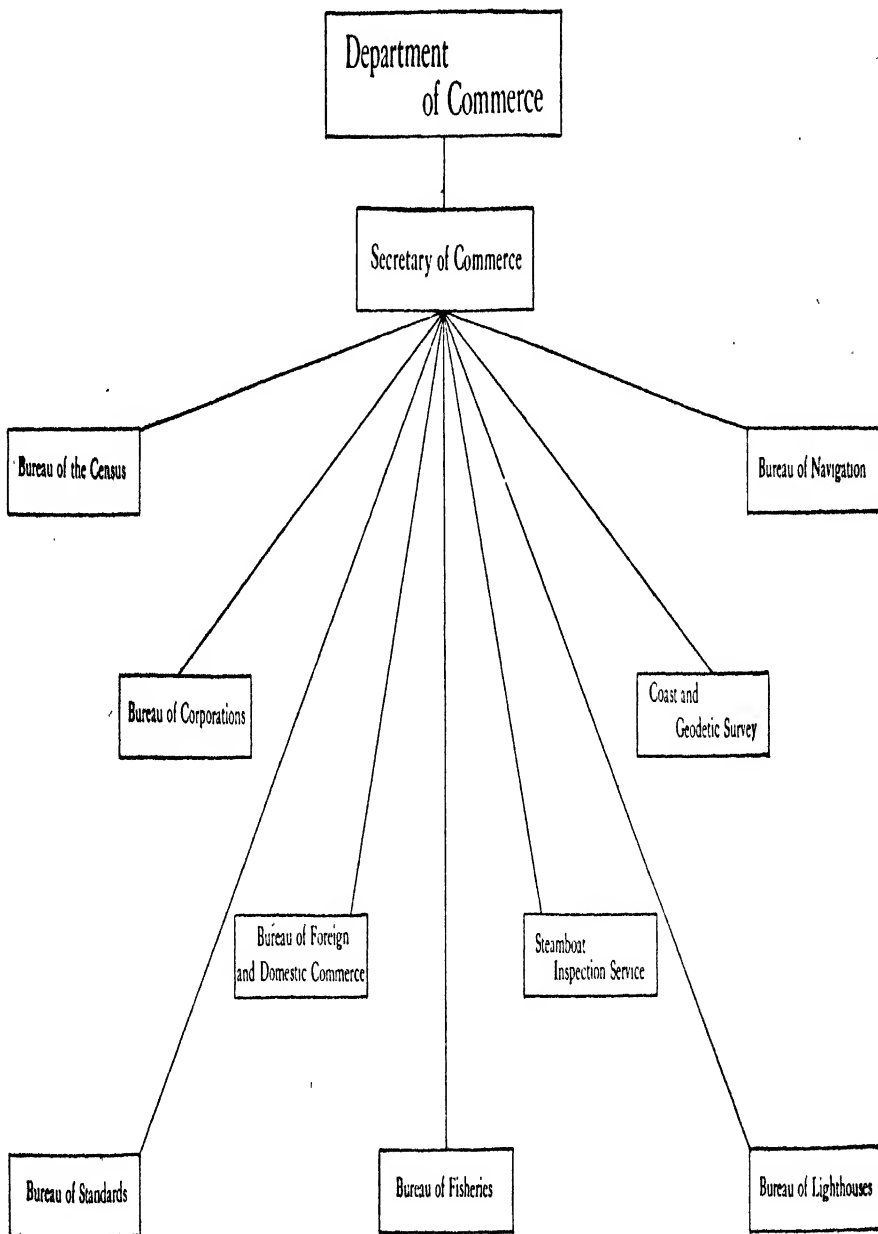 Department
of Commerce
Secretary of Commerce
Bureau of the Census
Bureau of Navigation
Bureau of Corporations
Coast and
Geodetic Survey
Bureau of Foreign
and Domestic Commerce
Steamboat
Inspection Service
Bureau of Standards
Bureau of Fisheries
Bureau of Lighthouses